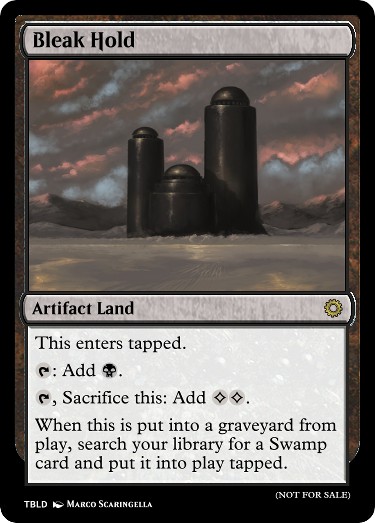 Bleak Hold
Artifact Land
This enters tapped.
: Add .
, Sacrifice this: Add .
When this is put into a graveyard from
play, search your library for a Swamp
card and put it into play tapped.
TBLD Marco Scaringella
(NOT FOR SALE)